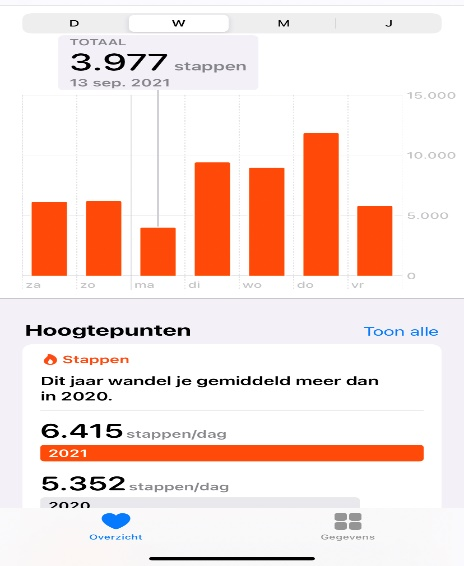 D W M J
TOTAAL
3.977 stappen
13 sep. 2021
15.000
10.000
5.000
0
za zo ma di wo do vr
Hoogtepunten Toon alle
Stappen
Dit jaar wandel je gemiddeld meer dan
in 2020.
6.415 stappen/dag
2021
5.352 stappen/dag
2020
Overzicht Gegevens